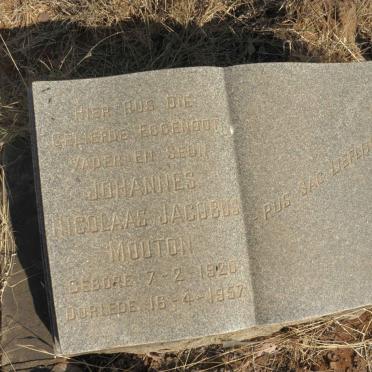 HIER RUS DIE
GELIEFDE EGGENOOT
VADER EN SEUN
JOHANNES
NICOLAAS JACOBUS
MOUTON
GEBORE 7-2-1920
OORLEDE 16-4-1957
RUS SAG LIEFLING